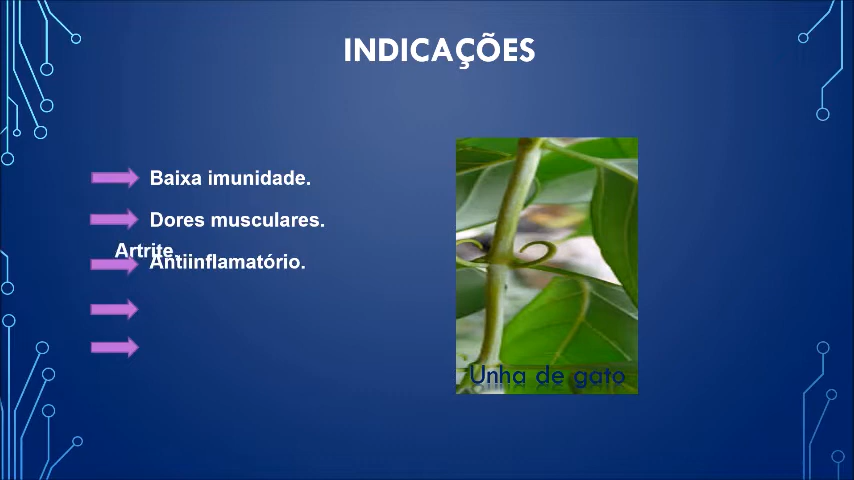 INDICAÇÕES
Baixa imunidade.
Dores musculares.
Artrite.
Antiinflamatório.
Unha de gato